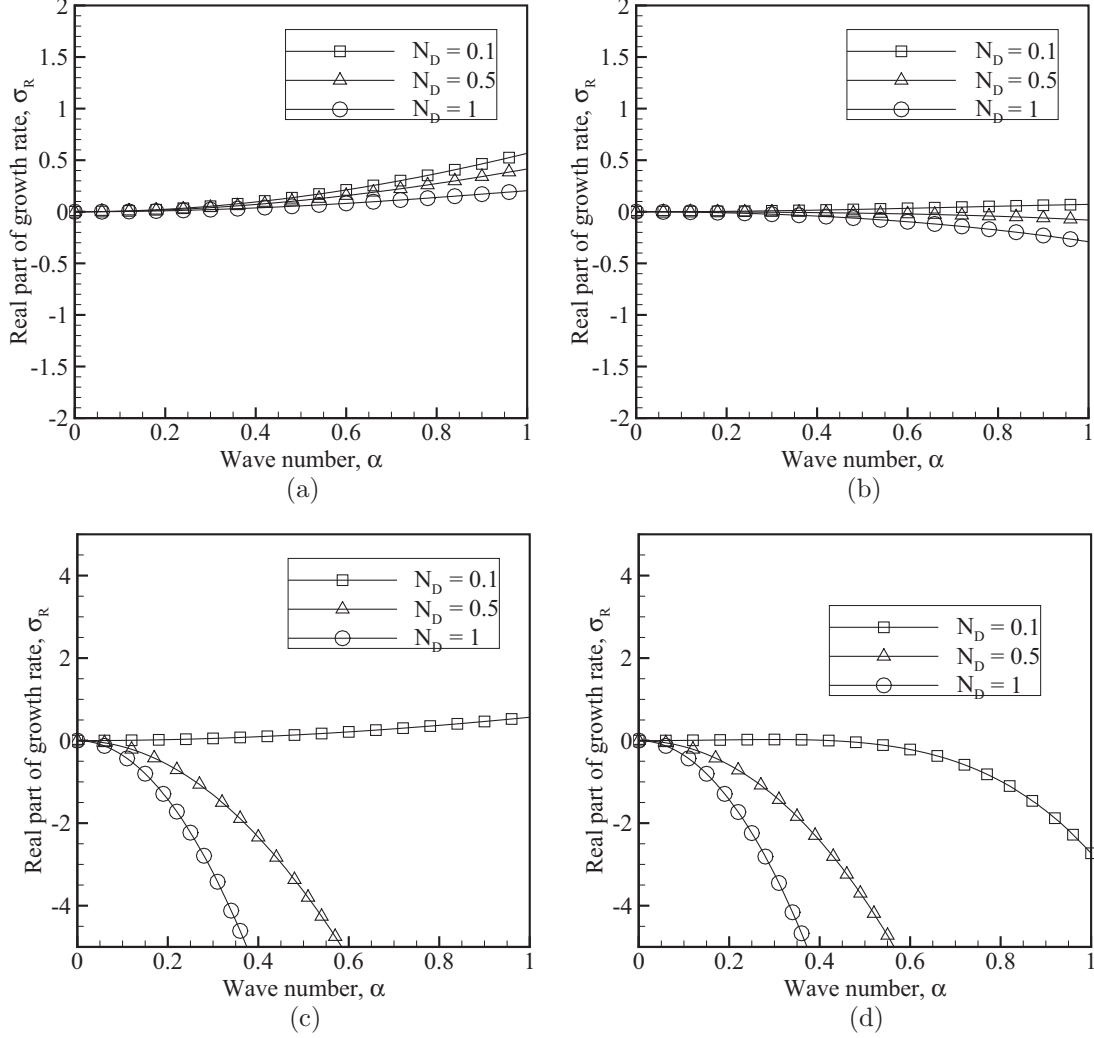 Real part of growth rate, σ_R
2
1.5
1
0.5
0
-0.5
-1
-1.5
-2
N_D = 0.1
N_D = 0.5
N_D = 1
0 0.2 0.4 0.6 0.8 1
Wave number, α
(a)
Real part of growth rate, σ_R
2
1.5
1
0.5
0
-0.5
-1
-1.5
-2
N_D = 0.1
N_D = 0.5
N_D = 1
0 0.2 0.4 0.6 0.8 1
Wave number, α
(b)
Real part of growth rate, σ_R
4
2
0
-2
-4
N_D = 0.1
N_D = 0.5
N_D = 1
0 0.2 0.4 0.6 0.8 1
Wave number, α
(c)
Real part of growth rate, σ_R
4
2
0
-2
-4
N_D = 0.1
N_D = 0.5
N_D = 1
0 0.2 0.4 0.6 0.8 1
Wave number, α
(d)